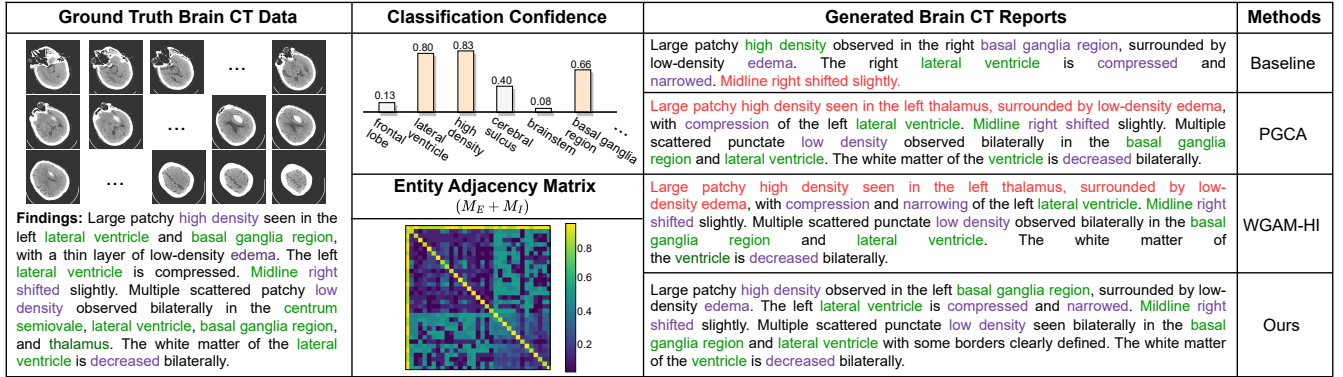 Ground Truth Brain CT Data
...
...
...
Findings: Large patchy high density seen in the
left lateral ventricle and basal ganglia region,
with a thin layer of low-density edema. The left
lateral ventricle is compressed. Midline right
shifted slightly. Multiple scattered patchy low
density observed bilaterally in the centrum
semiovale, lateral ventricle, basal ganglia region,
and thalamus. The white matter of the lateral
ventricle is decreased bilaterally.
Classification Confidence
0.13
0.80
0.83
0.40
0.08
0.66
frontal lobe
lateral ventricle
high density
cerebral sulcus
brainstem
basal ganglia region
...
Entity Adjacency Matrix
(M_E + M_I)
0.8
0.6
0.4
0.2
Generated Brain CT Reports
Methods
Large patchy high density observed in the right basal ganglia region, surrounded by
low-density edema. The right lateral ventricle is compressed and
narrowed. Midline right shifted slightly.
Baseline
Large patchy high density seen in the left thalamus, surrounded by low-density edema,
with compression of the left lateral ventricle. Midline right shifted slightly. Multiple
scattered punctate low density observed bilaterally in the basal ganglia
region and lateral ventricle. The white matter of the ventricle is decreased bilaterally.
PGCA
Large patchy high density seen in the left thalamus, surrounded by low-
density edema, with compression and narrowing of the left lateral ventricle. Midline right
shifted slightly. Multiple scattered punctate low density observed bilaterally in the basal
ganglia region and lateral ventricle. The white matter of
the ventricle is decreased bilaterally.
WGAM-HI
Large patchy high density observed in the left basal ganglia region, surrounded by low-
density edema. The left lateral ventricle is compressed and narrowed. Midline right
shifted slightly. Multiple scattered punctate low density seen bilaterally in the basal
ganglia region and lateral ventricle with some borders clearly defined. The white matter
of the ventricle is decreased bilaterally.
Ours